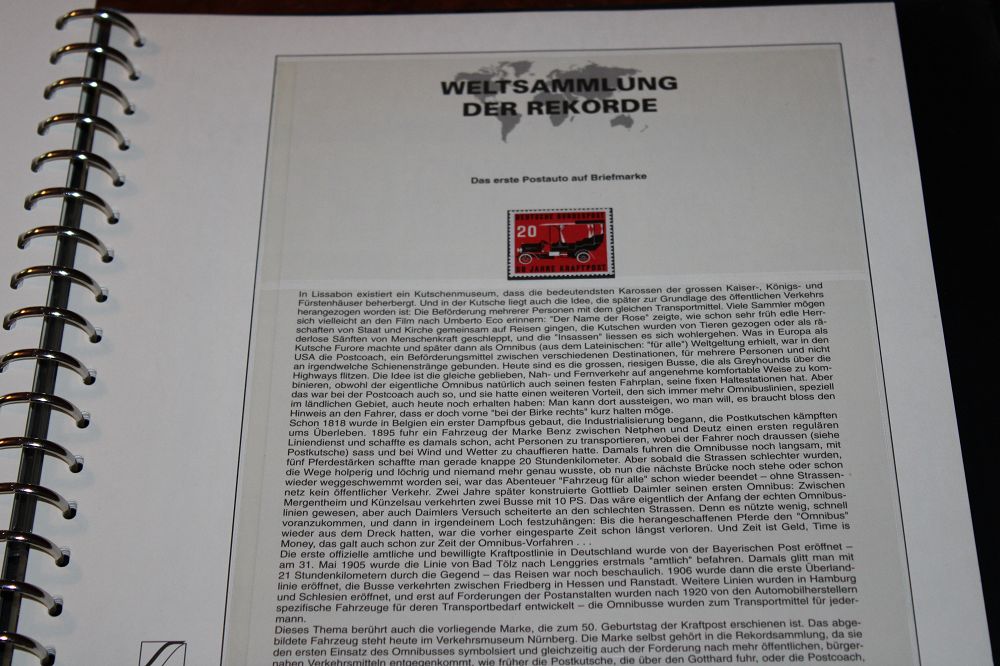 WELTSAMMLUNG
DER REKORDE
Das erste Postauto auf Briefmarke
DEUTSCHE BUNDESPOST
20
50 JAHRE KRAFTPOST
In Lissabon existiert ein Kutschenmuseum, dass die bedeutendsten Karossen der grossen Kaiser-, Königs- und
Fürstenhäuser beherbergt. Und in der Kutsche liegt auch die Idee, die später zur Grundlage des öffentlichen Verkehrs
herangezogen worden ist: Die Beförderung mehrerer Personen mit dem gleichen Transportmittel. Viele Sammler mögen
sich vielleicht an den Film nach Umberto Eco erinnern: "Der Name der Rose" zeigte, wie schon sehr früh edle Herr-
schaften von Staat und Kirche gemeinsam auf Reisen gingen, die Kutschen wurden von Tieren gezogen oder als rä-
derlose Sänften von Menschenkraft geschleppt, und die "Insassen" liessen es sich wohlergehen. Was in Europa als
Kutsche Furore machte und später dann als Omnibus (aus dem Lateinischen: "für alle") Weltgeltung erhielt, war in den
USA die Postcoach, ein Beförderungsmittel zwischen verschiedenen Destinationen, für mehrere Personen und nicht
an irgendwelche Schienenstränge gebunden. Heute sind es die grossen, riesigen Busse, die als Greyhounds über die
Highways flitzen. Die Idee ist die gleiche geblieben, Nah- und Fernverkehr auf angenehme komfortable Weise zu kom-
binieren, obwohl der eigentliche Omnibus natürlich auch seinen festen Fahrplan, seine fixen Haltestationen hat. Aber
das war bei der Postcoach auch so, und sie hatte einen weiteren Vorteil, den sich immer mehr Omnibuslinien, speziell
im ländlichen Gebiet, auch heute noch erhalten haben: Man kann dort aussteigen, wo man will, es braucht bloss den
Hinweis an den Fahrer, dass er doch vorne "bei der Birke rechts" kurz halten möge.
Schon 1818 wurde in Belgien ein erster Dampfbus gebaut, die Industrialisierung begann, die Postkutschen kämpften
ums Überleben. 1895 fuhr ein Fahrzeug der Marke Benz zwischen Netphen und Deutz einen ersten regulären
Liniendienst und schaffte es damals schon, acht Personen zu transportieren, wobei der Fahrer noch draussen (siehe
Postkutsche) sass und bei Wind und Wetter zu chauffieren hatte. Damals fuhren die Omnibusse noch langsam, mit
fünf Pferdestärken schaffte man gerade knappe 20 Stundenkilometer. Aber sobald die Strassen schlechter wurden,
die Wege holperig und löchrig und niemand mehr genau wusste, ob nun die nächste Brücke noch stehe oder schon
wieder weggeschwemmt worden sei, war das Abenteuer "Fahrzeug für alle" schon wieder beendet – ohne Strassen-
netz kein öffentlicher Verkehr. Zwei Jahre später konstruierte Gottlieb Daimler seinen ersten Omnibus: Zwischen
Mergentheim und Künzelsau verkehrten zwei Busse mit 10 PS. Das wäre eigentlich der Anfang der echten Omnibus-
linien gewesen, aber auch Daimlers Versuch scheiterte an den schlechten Strassen. Denn es nützte wenig, schnell
voranzukommen, und dann in irgendeinem Loch festzuhängen: Bis die herangeschaffenen Pferde den "Omnibus"
wieder aus dem Dreck hatten, war die vorher eingesparte Zeit schon längst verloren. Und Zeit ist Geld, Time is
Money, das galt auch schon zur Zeit der Omnibus-Vorfahren . . .
Die erste offizielle amtliche und bewilligte Kraftpostlinie in Deutschland wurde von der Bayerischen Post eröffnet –
am 31. Mai 1905 wurde die Linie von Bad Tölz nach Lenggries erstmals "amtlich" befahren. Damals glitt man mit
21 Stundenkilometern durch die Gegend – das Reisen war noch beschaulich. 1906 wurde dann die erste Überland-
linie eröffnet, die Busse verkehrten zwischen Friedberg in Hessen und Ranstadt. Weitere Linien wurden in Hamburg
und Schlesien eröffnet, und erst auf Forderungen der Postanstalten wurden nach 1920 von den Automobilherstellern
spezifische Fahrzeuge für deren Transportbedarf entwickelt – die Omnibusse wurden zum Transportmittel für jeder-
mann.
Dieses Thema berührt auch die vorliegende Marke, die zum 50. Geburtstag der Kraftpost erschienen ist. Das abge-
bildete Fahrzeug steht heute im Verkehrsmuseum Nürnberg. Die Marke selbst gehört in die Rekordsammlung, da sie
den ersten Einsatz des Omnibusses symbolsiert und gleichzeitig auch der Forderung nach mehr öffentlichen, bürger-
nahen Verkehrsmitteln entgegenkommt, wie früher die Postkutsche, die über den Gotthard fuhr, oder die Postcoach,